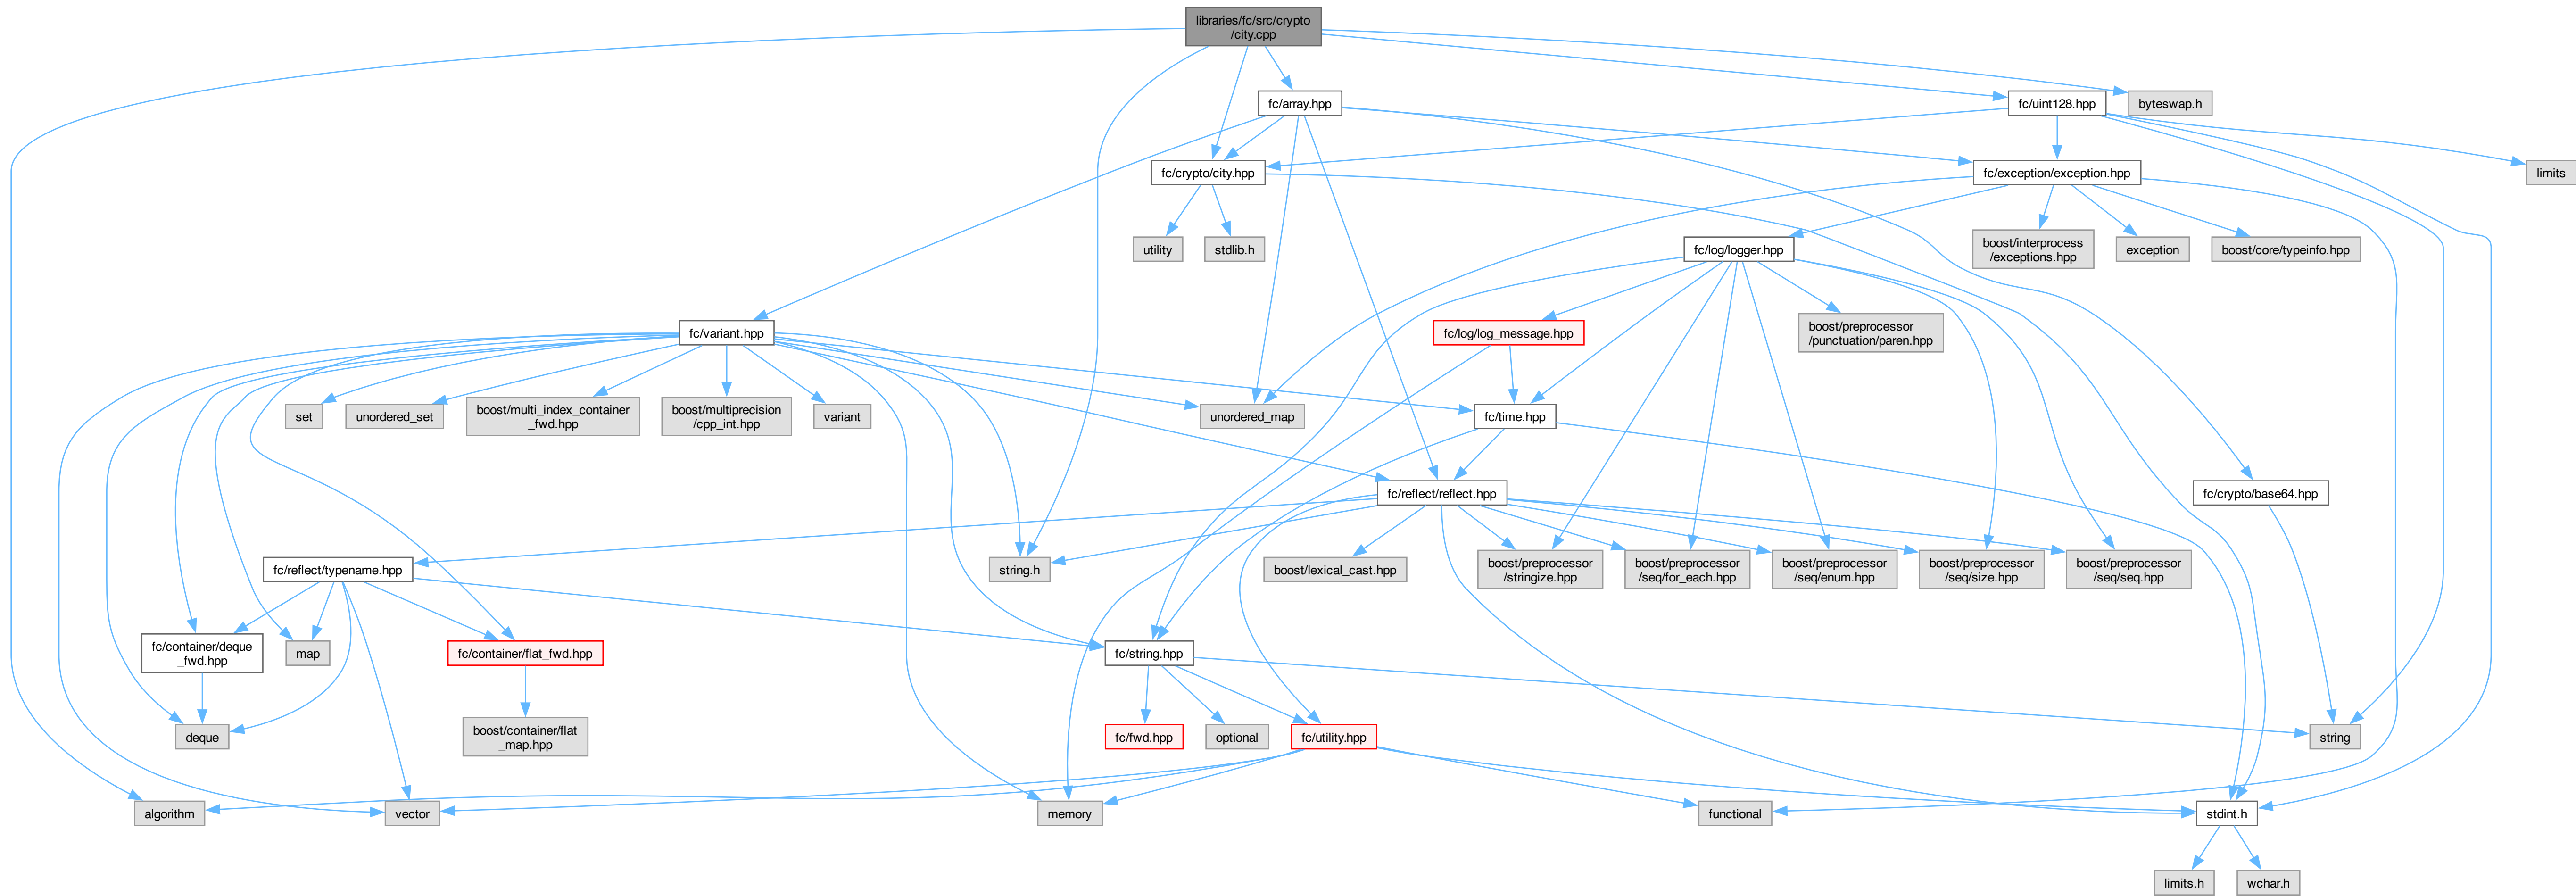 libraries/fc/src/crypto
/city.cpp
fc/array.hpp
fc/uint128.hpp
byteswap.h
fc/crypto/city.hpp
fc/exception/exception.hpp
limits
utility
stdlib.h
fc/log/logger.hpp
boost/interprocess
/exceptions.hpp
exception
boost/core/typeinfo.hpp
fc/variant.hpp
fc/log/log_message.hpp
boost/preprocessor
/punctuation/paren.hpp
set
unordered_set
boost/multi_index_container
_fwd.hpp
boost/multiprecision
/cpp_int.hpp
variant
unordered_map
fc/time.hpp
fc/reflect/reflect.hpp
fc/crypto/base64.hpp
fc/reflect/typename.hpp
string.h
boost/lexical_cast.hpp
boost/preprocessor
/stringize.hpp
boost/preprocessor
/seq/for_each.hpp
boost/preprocessor
/seq/enum.hpp
boost/preprocessor
/seq/size.hpp
boost/preprocessor
/seq/seq.hpp
fc/container/deque
_fwd.hpp
map
fc/container/flat_fwd.hpp
fc/string.hpp
deque
boost/container/flat
_map.hpp
fc/fwd.hpp
optional
fc/utility.hpp
string
algorithm
vector
memory
functional
stdint.h
limits.h
wchar.h